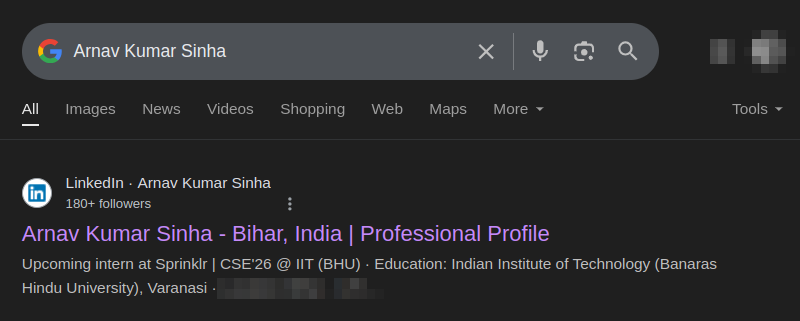 Arnav Kumar Sinha
All Images News Videos Shopping Web Maps More Tools
LinkedIn · Arnav Kumar Sinha
180+ followers
Arnav Kumar Sinha - Bihar, India | Professional Profile
Upcoming intern at Sprinklr | CSE'26 @ IIT (BHU) · Education: Indian Institute of Technology (Banaras
Hindu University), Varanasi ·